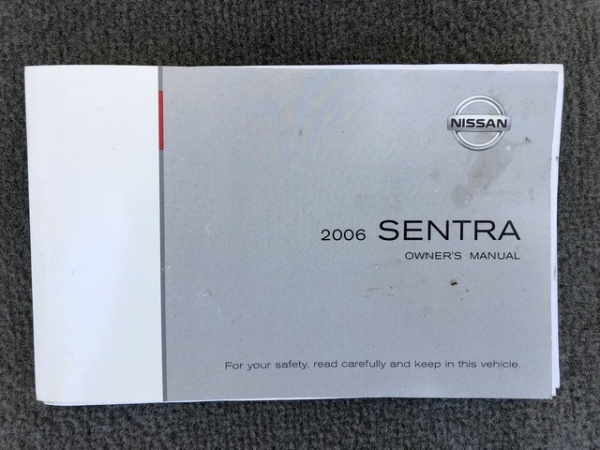 NISSAN
2006 SENTRA
OWNER'S MANUAL
For your safety, read carefully and keep in this vehicle.